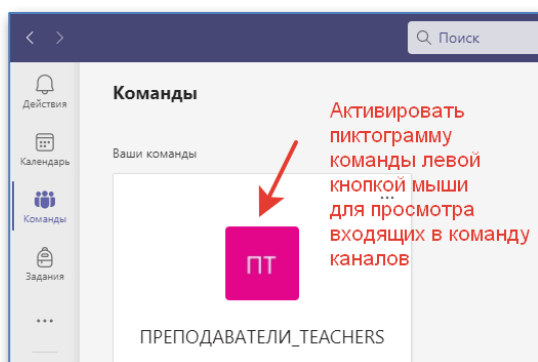 Поиск
Действия
Календарь
Команды
Задания
Команды
Ваши команды
ПТ
ПРЕПОДАВАТЕЛИ_TEACHERS
Активировать
пиктограмму
команды левой
кнопкой мыши
для просмотра
входящих в команду
каналов